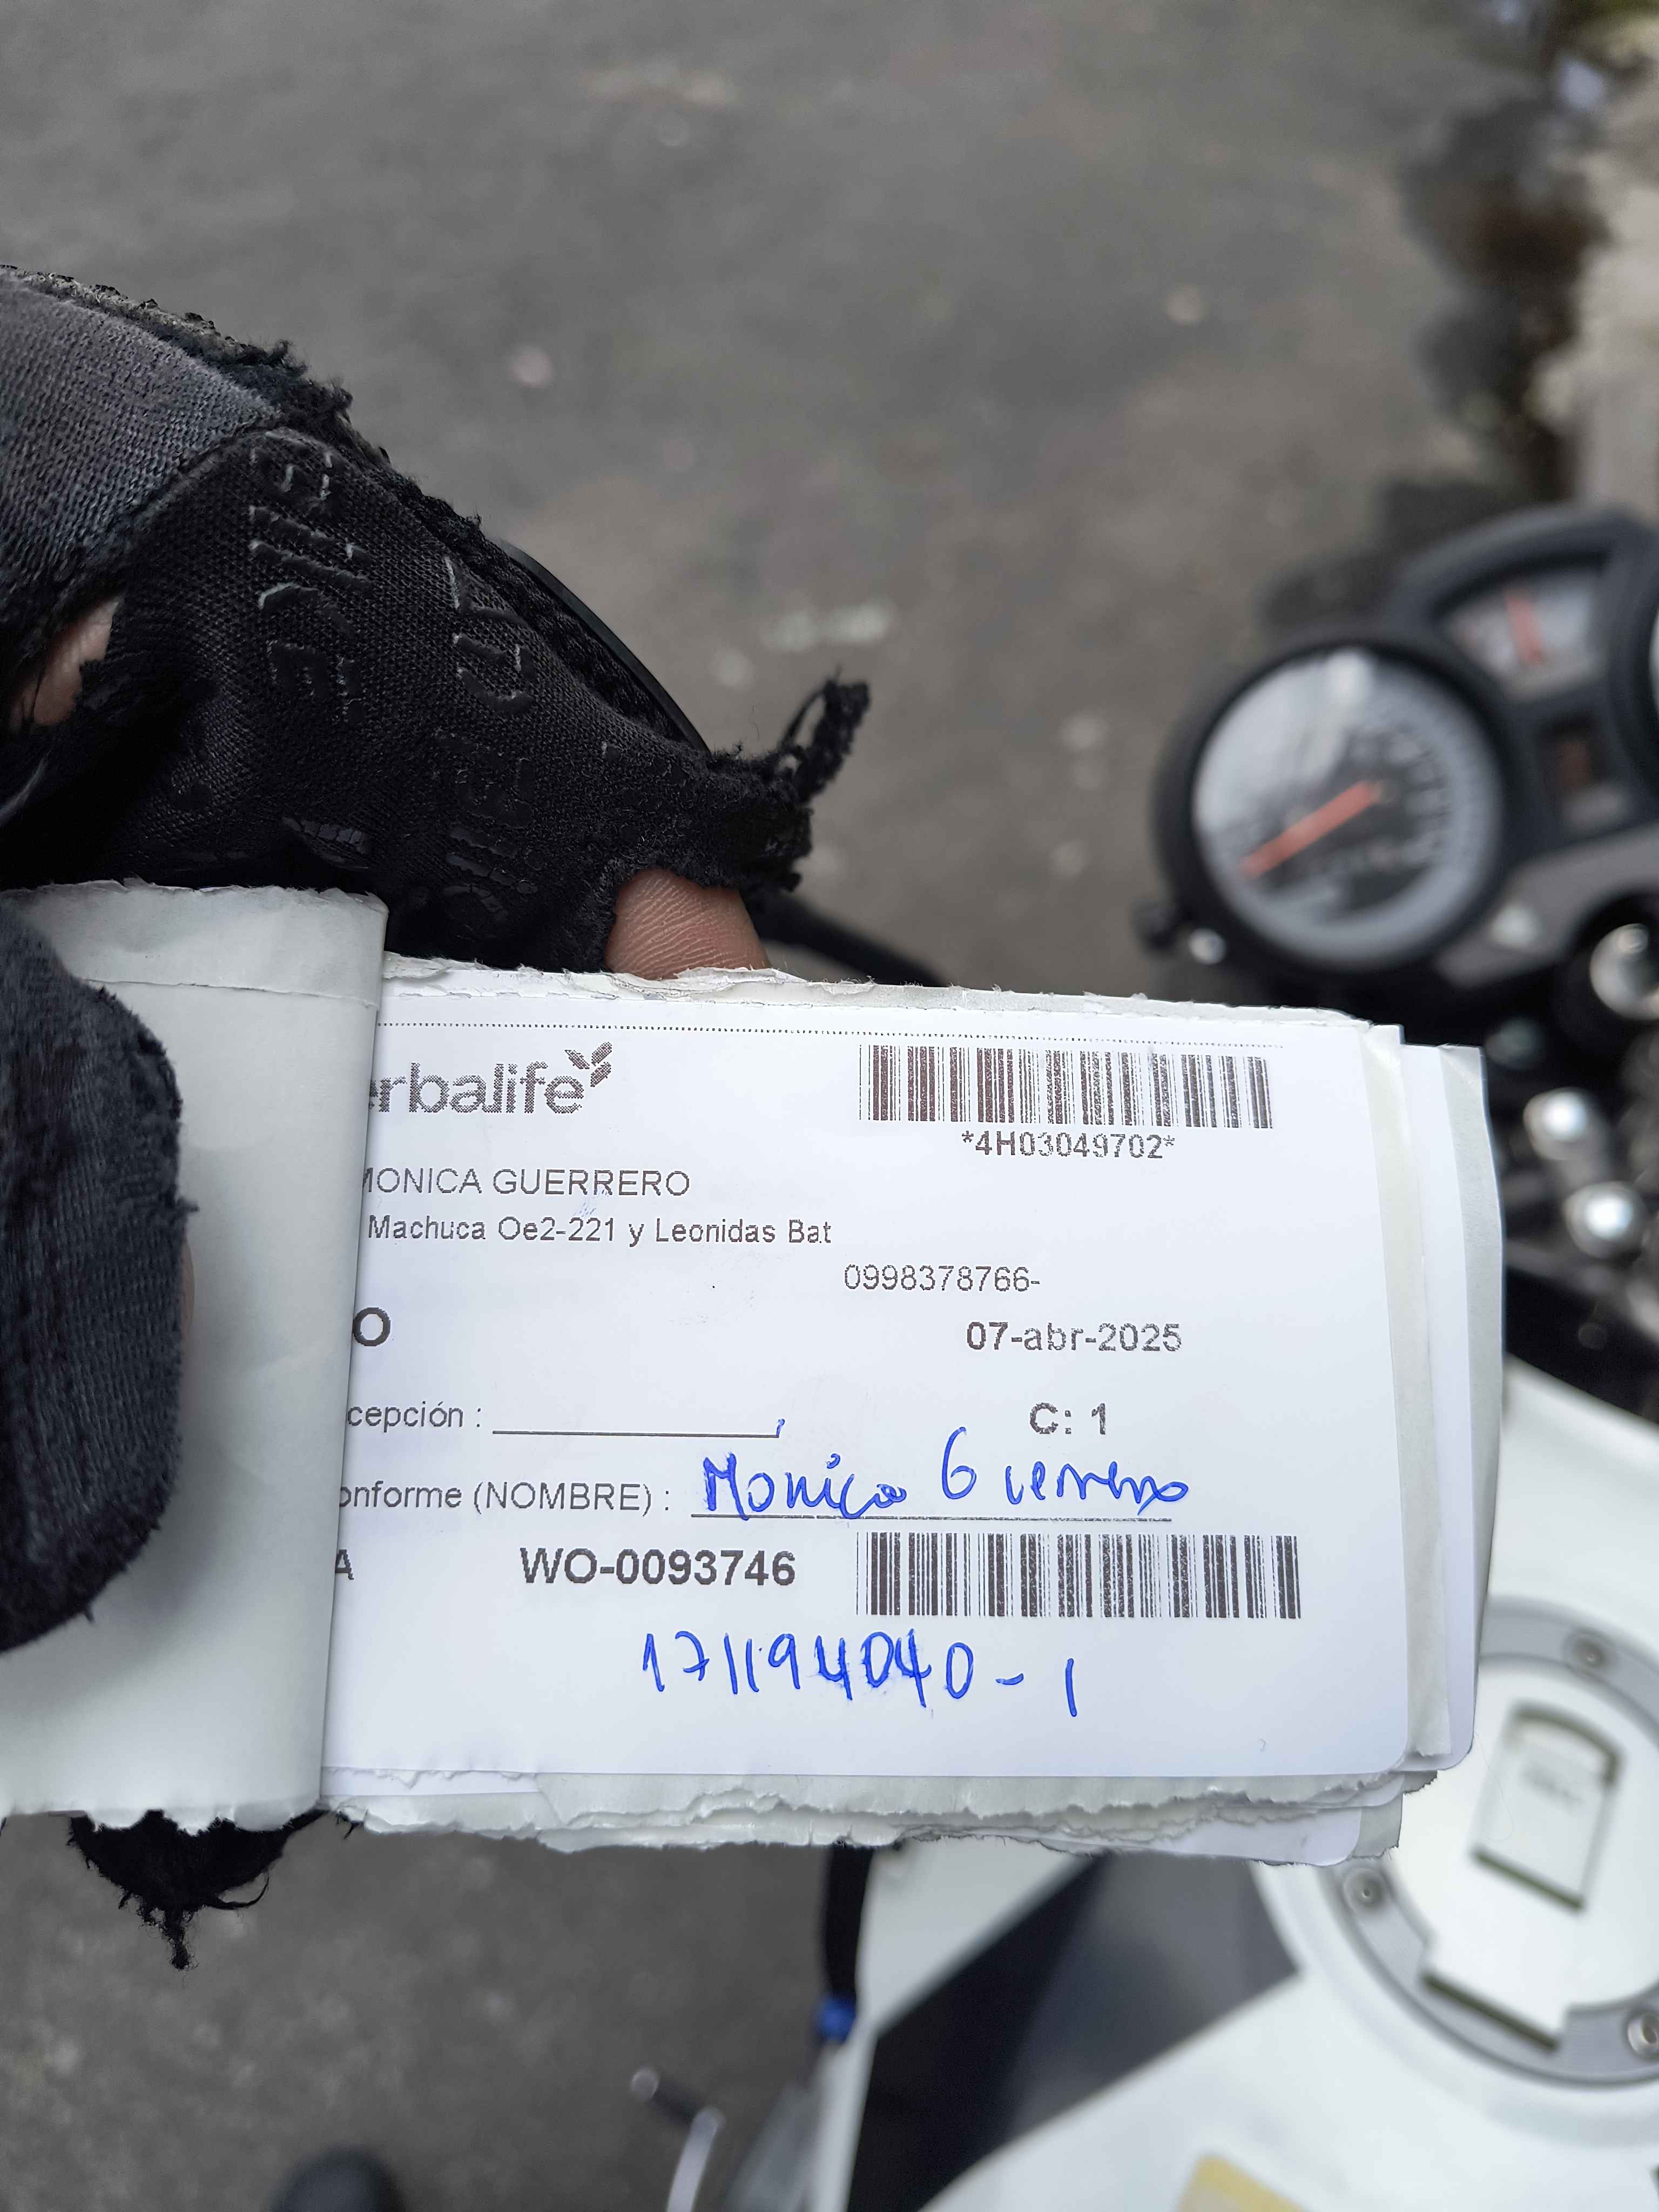 erbalife
*4H03049702*
MONICA GUERRERO
Machuca Oe2-221 y Leonidas Bat
0998378766-
O
07-abr-2025
cepción :
C: 1
onforme (NOMBRE) : Monica Guerrero
A WO-0093746
171194040-1